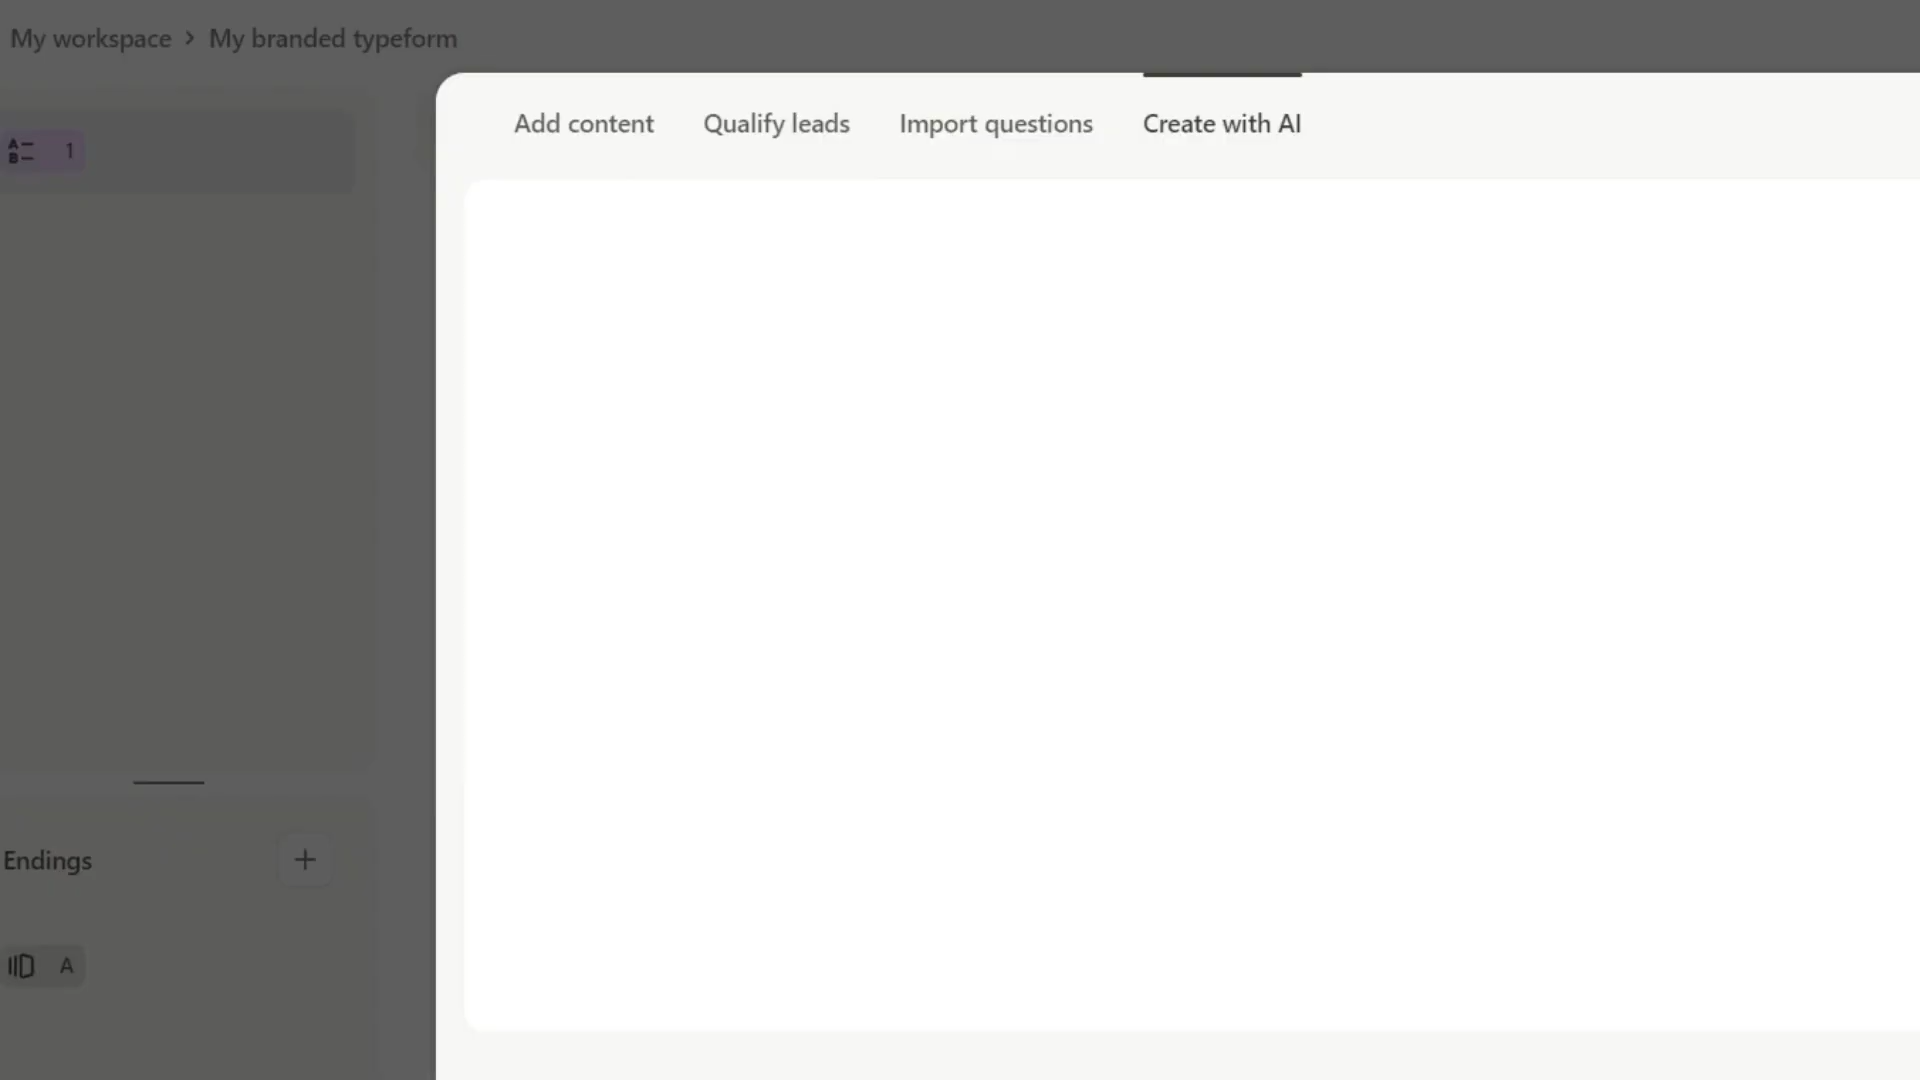 My workspace > My branded typeform
Add content Qualify leads Import questions Create with AI
1
Endings
A